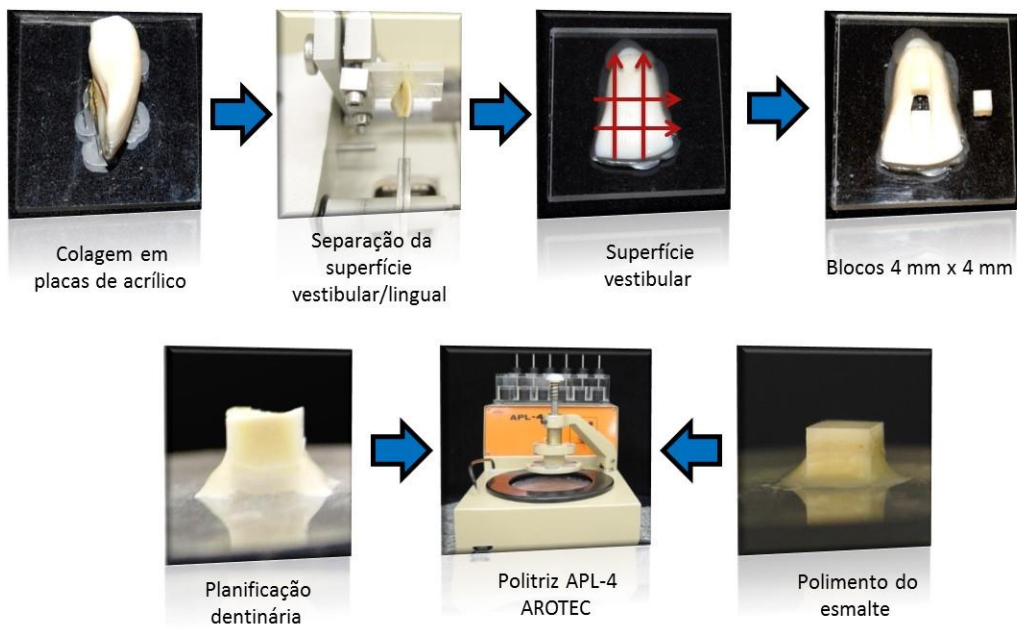 Colagem em
placas de acrílico
Separação da
superfície
vestibular/lingual
Superfície
vestibular
Blocos 4 mm x 4 mm
APL-4
Planificação
dentinária
Politriz APL-4
AROTEC
Polimento do
esmalte